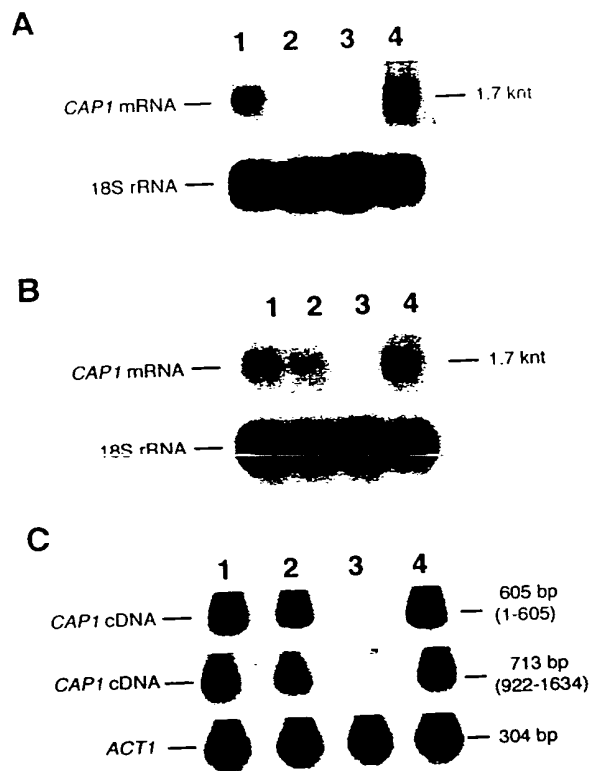 A
1 2 3 4
CAP1 mRNA
1.7 knt
18S rRNA
B
1 2 3 4
CAP1 mRNA
1.7 knt
18S rRNA
C
1 2 3 4
CAP1 cDNA
605 bp
(1-605)
CAP1 cDNA
713 bp
(922-1634)
ACT1
304 bp